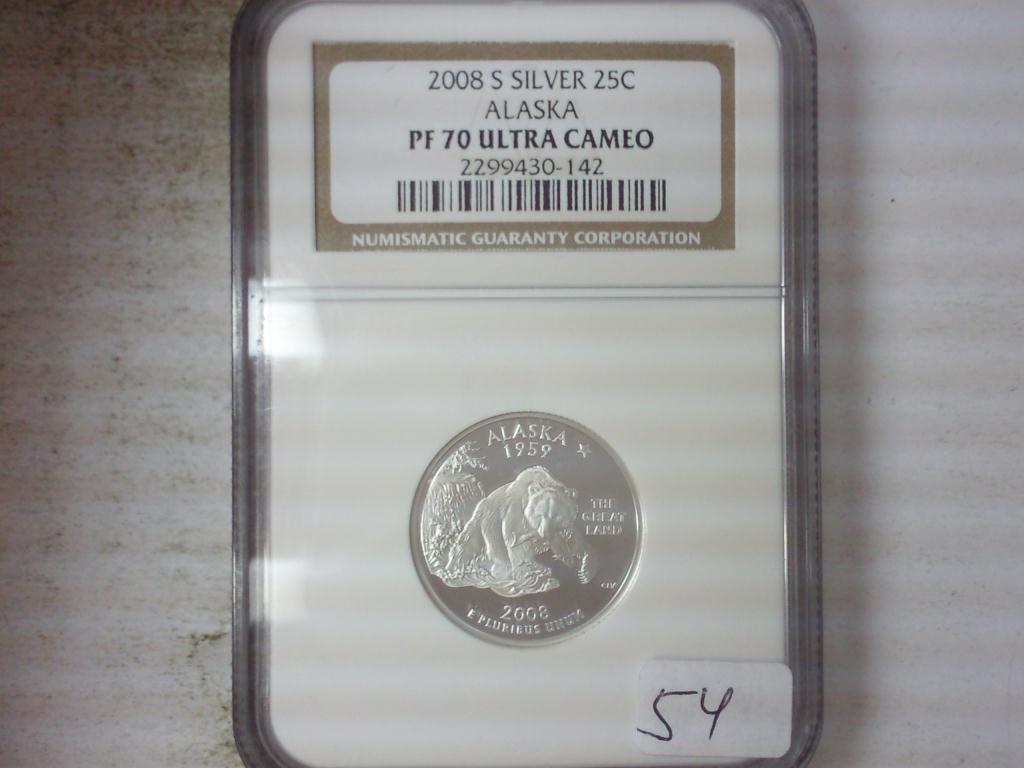 2008 S SILVER 25C
ALASKA
PF 70 ULTRA CAMEO
2299430-142
NUMISMATIC GUARANTY CORPORATION
ALASKA
1959
THE
GREAT
LAND
2008
E PLURIBUS UNUM
54